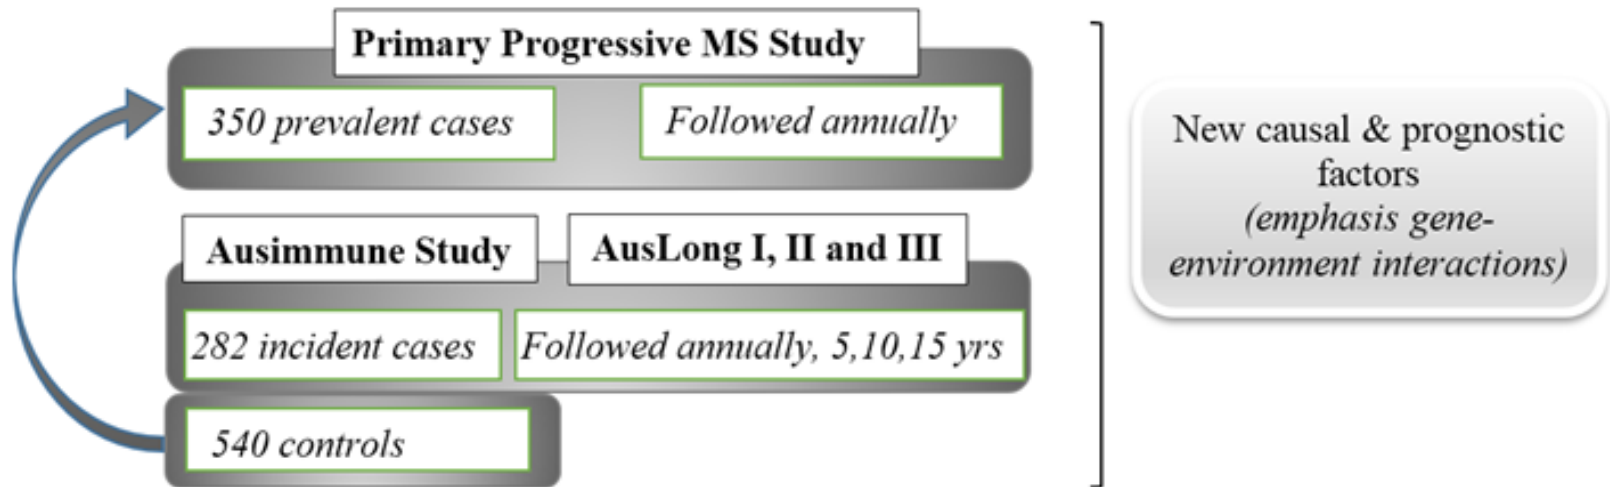 Primary Progressive MS Study
350 prevalent cases
Followed annually
Ausimmune Study
AusLong I, II and III
282 incident cases
Followed annually, 5,10,15 yrs
540 controls
New causal & prognostic
factors
(emphasis gene-
environment interactions)